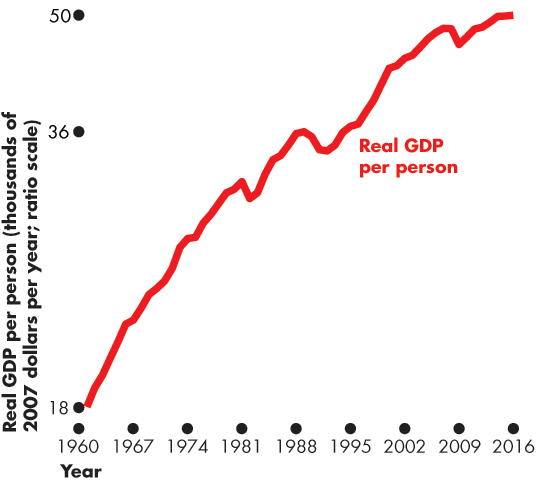 50
36
18
Real GDP per person (thousands of
2007 dollars per year; ratio scale)
Real GDP
per person
1960 1967 1974 1981 1988 1995 2002 2009 2016
Year